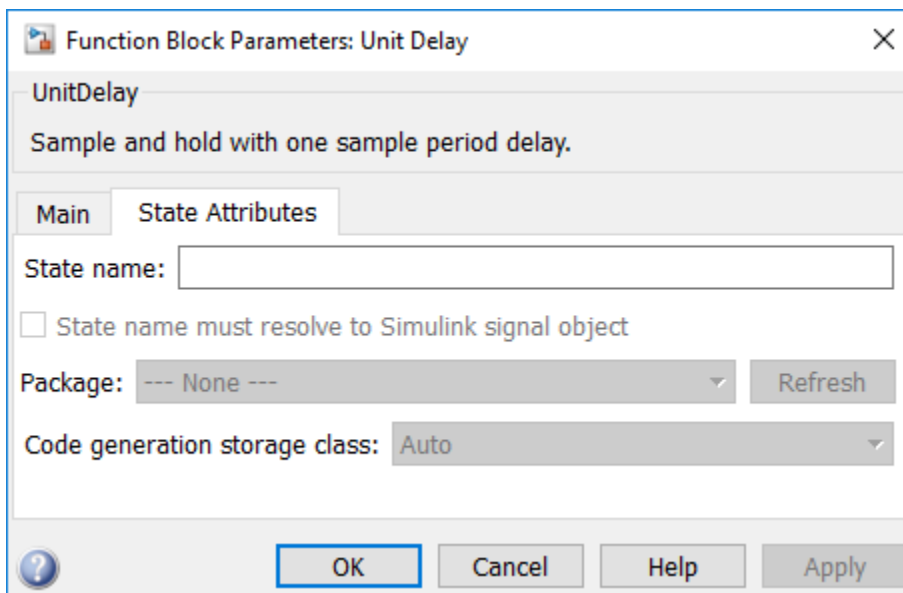 Function Block Parameters: Unit Delay
UnitDelay
Sample and hold with one sample period delay.
Main State Attributes
State name:
State name must resolve to Simulink signal object
Package: --- None --- Refresh
Code generation storage class: Auto
? OK Cancel Help Apply